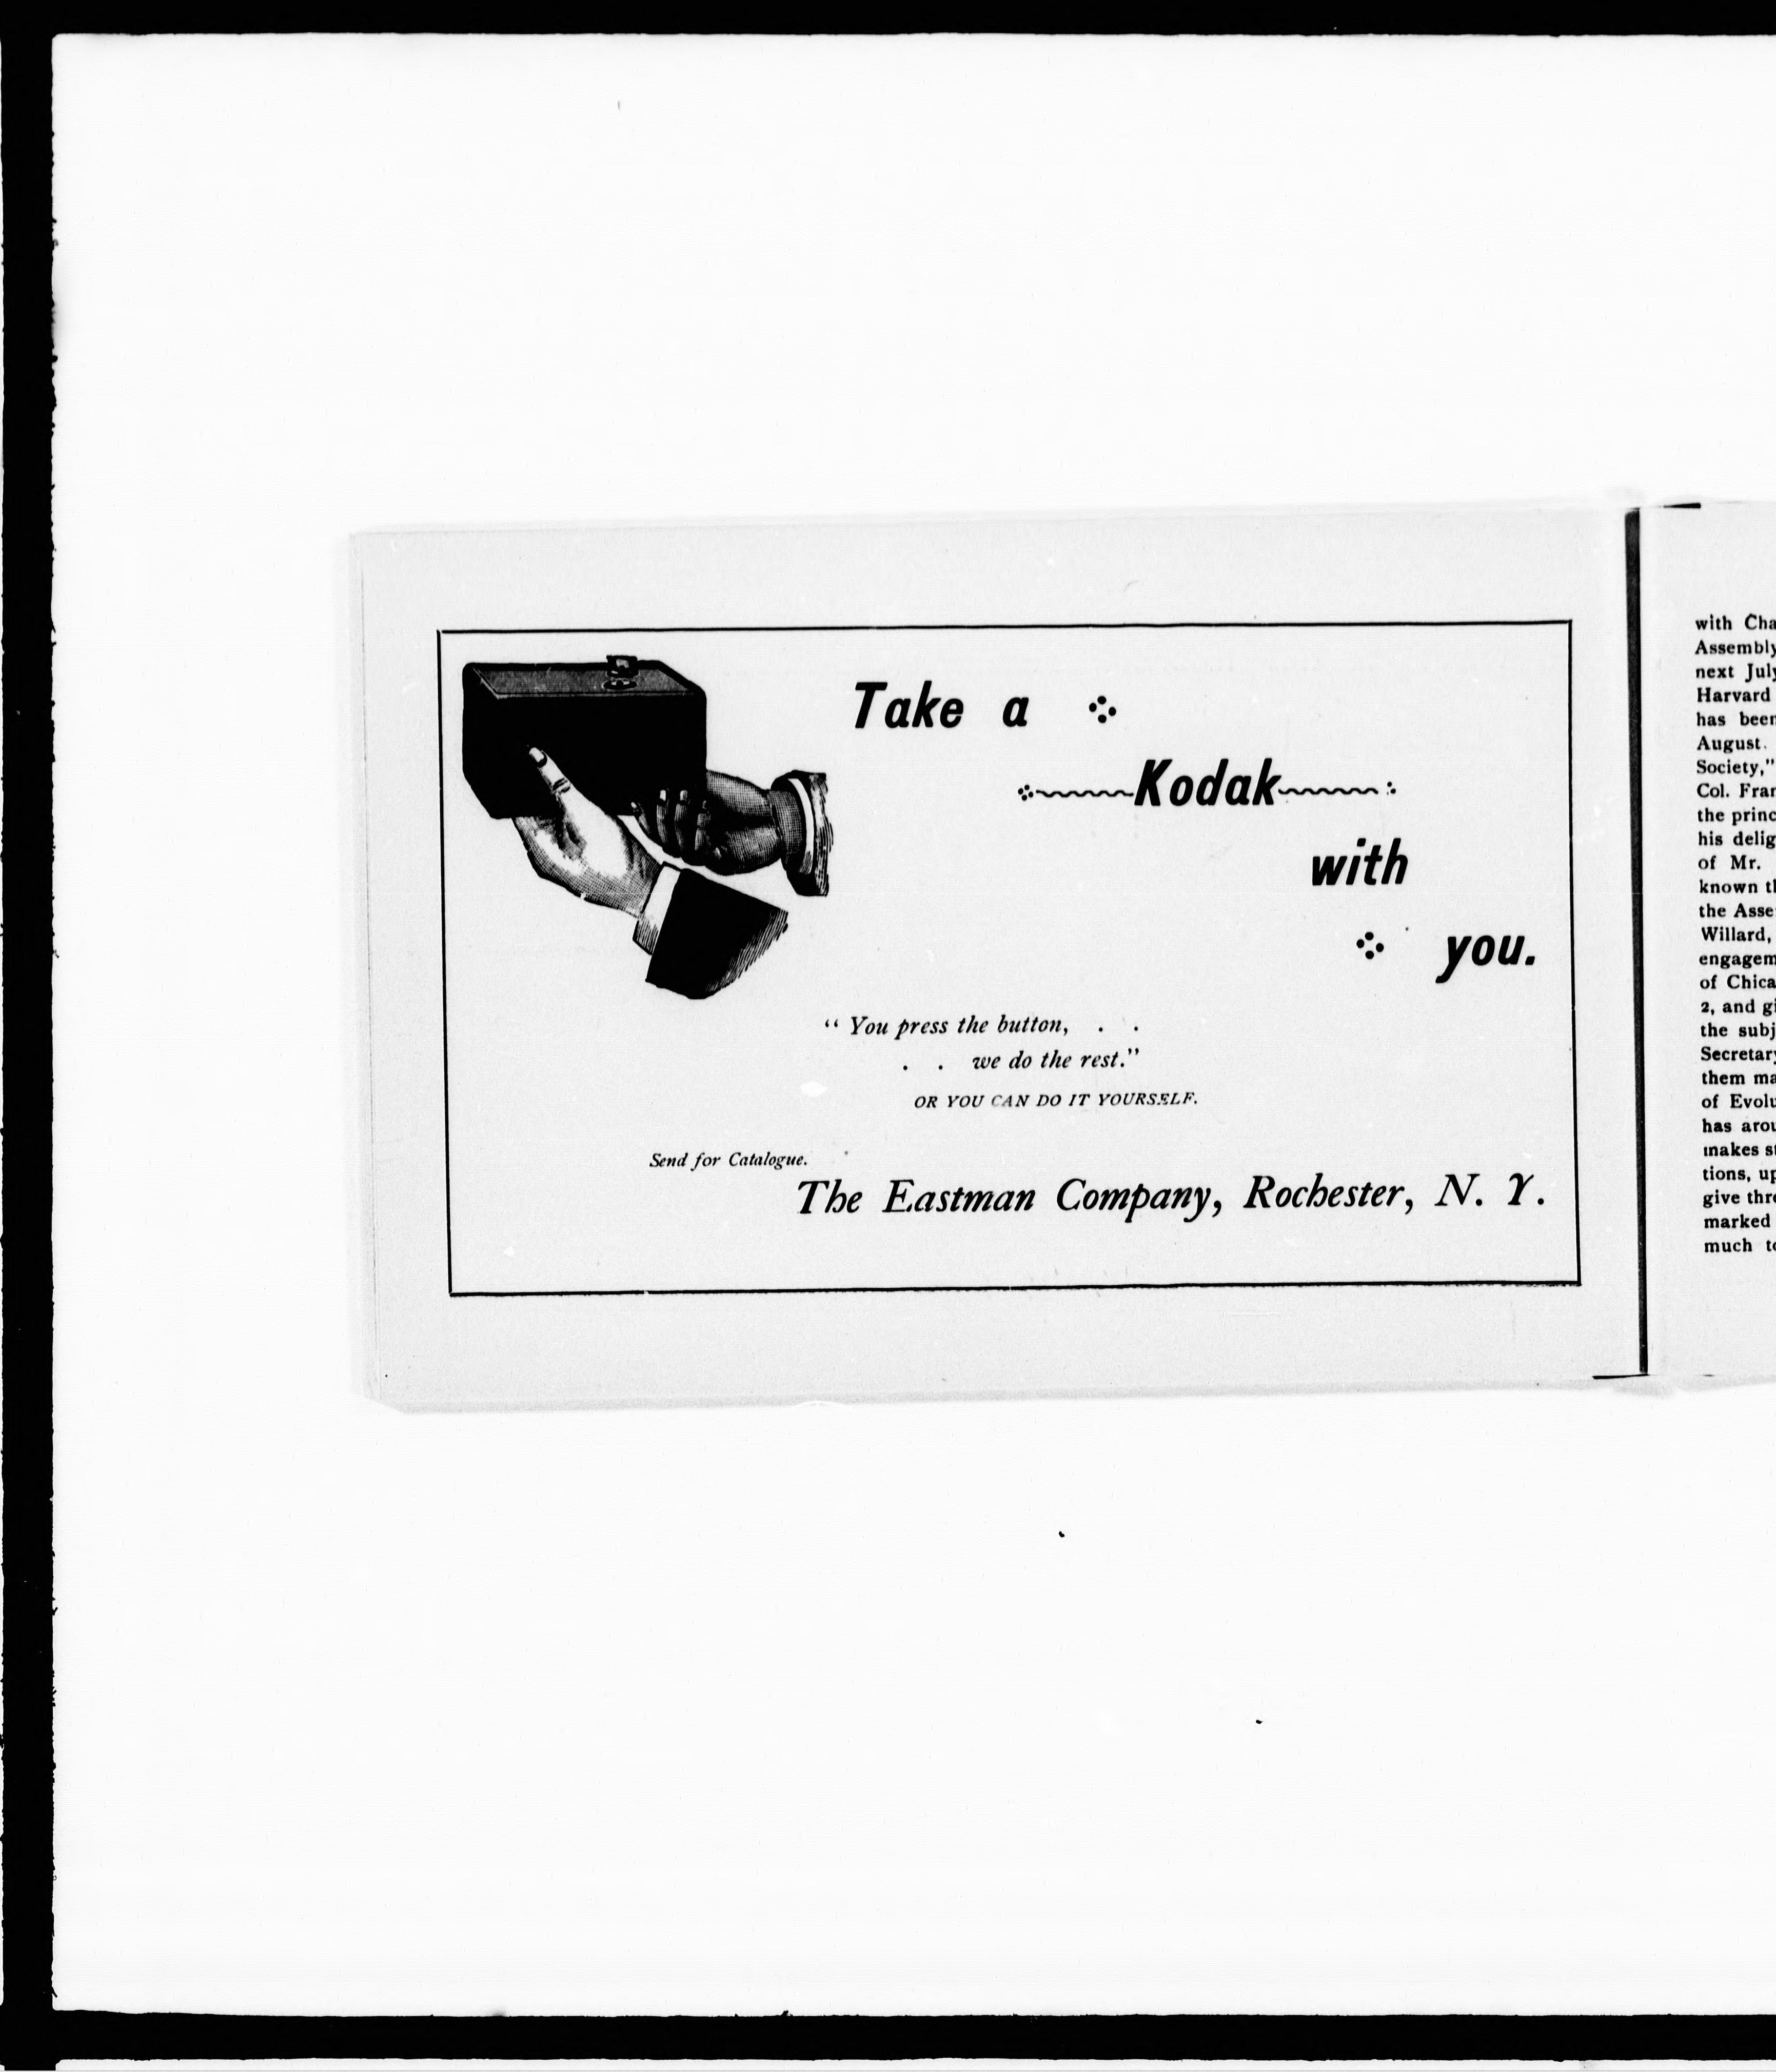 Take a
Kodak
with
you.
“ You press the button, . .
. . we do the rest.”
OR YOU CAN DO IT YOURSELF.
Send for Catalogue.
The Eastman Company, Rochester, N. Y.
with Cha
Assembly
next July
Harvard
has been
August.
Society,”
Col. Fran
the princ
his delig
of Mr.
known th
the Asse
Willard,
engagem
of Chica
2, and gi
the subj
Secretary
them ma
of Evolu
has arou
makes st
tions, up
give thre
marked
much to